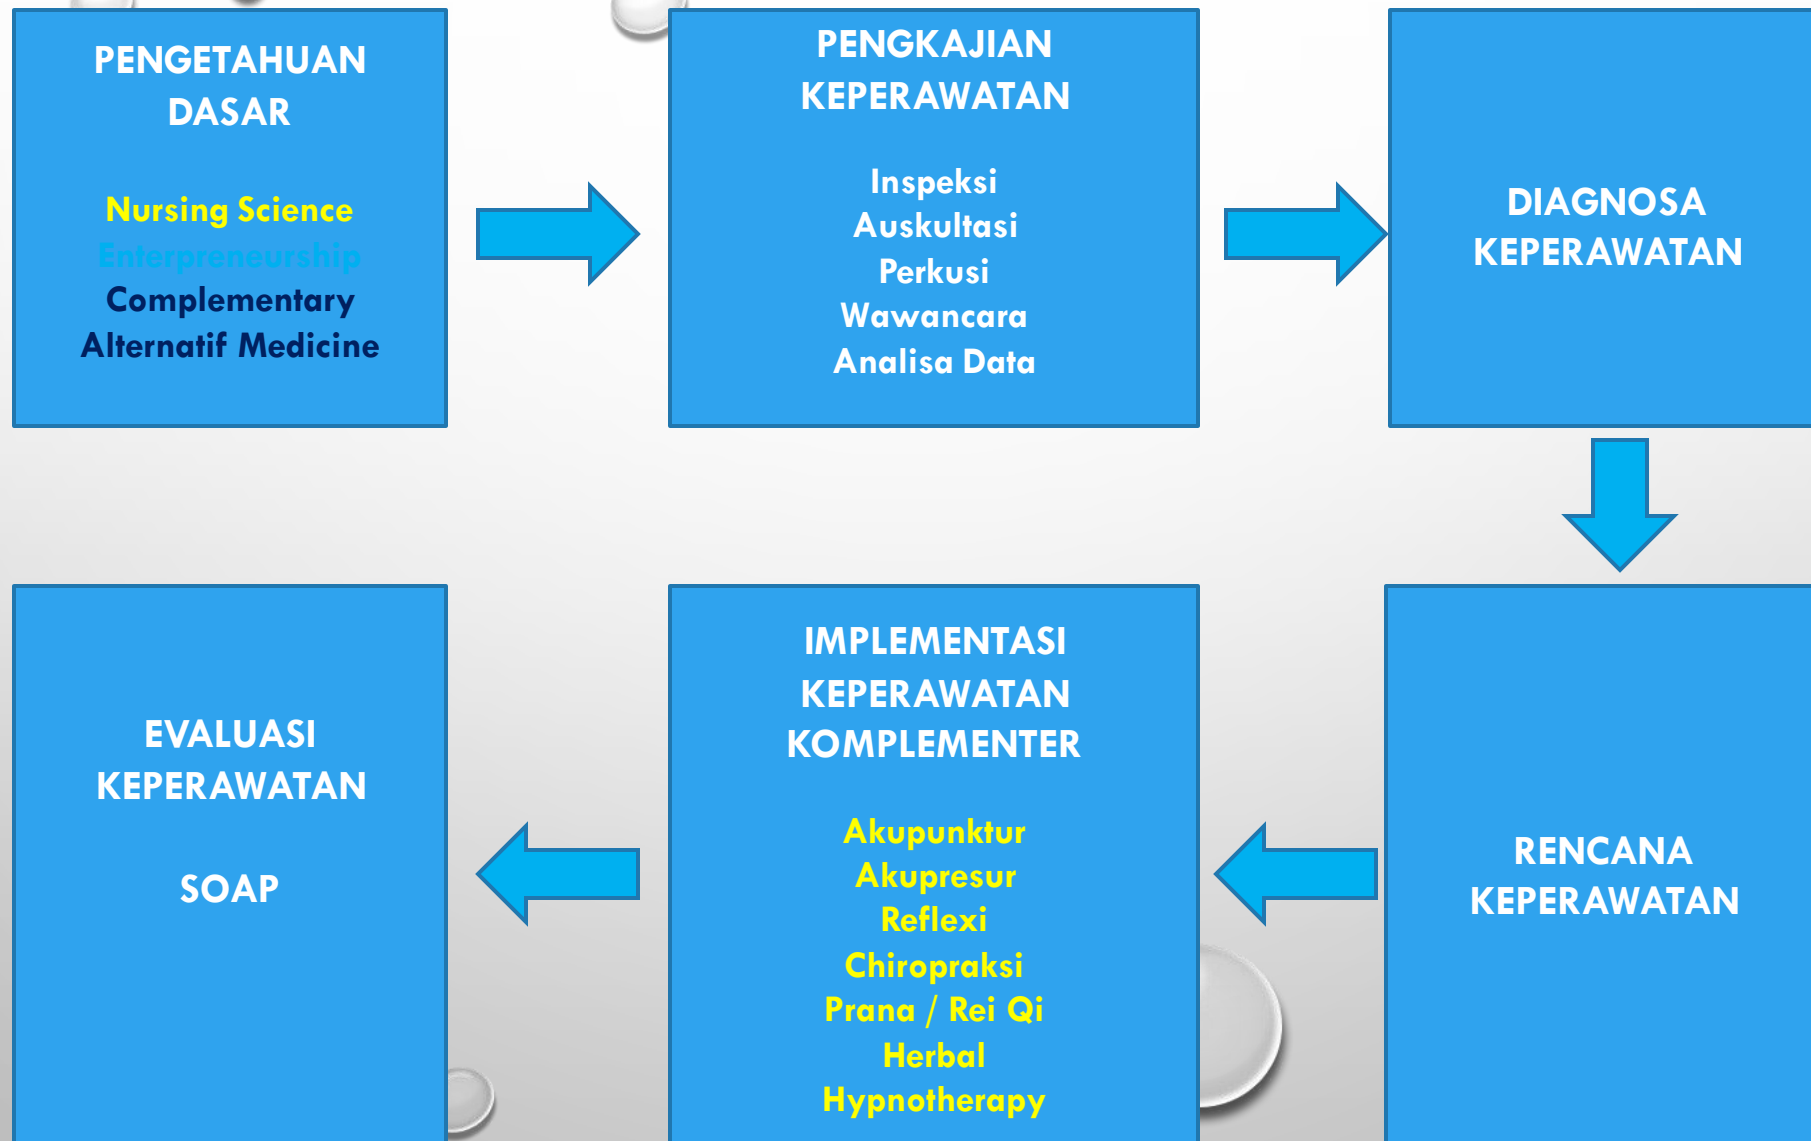 PENGETAHUAN
DASAR
Nursing Science
Enterpreneurship
Complementary
Alternatif Medicine
PENGKAJIAN
KEPERAWATAN
Inspeksi
Auskultasi
Perkusi
Wawancara
Analisa Data
DIAGNOSA
KEPERAWATAN
RENCANA
KEPERAWATAN
IMPLEMENTASI
KEPERAWATAN
KOMPLEMENTER
Akupunktur
Akupresur
Reflexi
Chiropraksi
Prana / Rei Qi
Herbal
Hypnotherapy
EVALUASI
KEPERAWATAN
SOAP